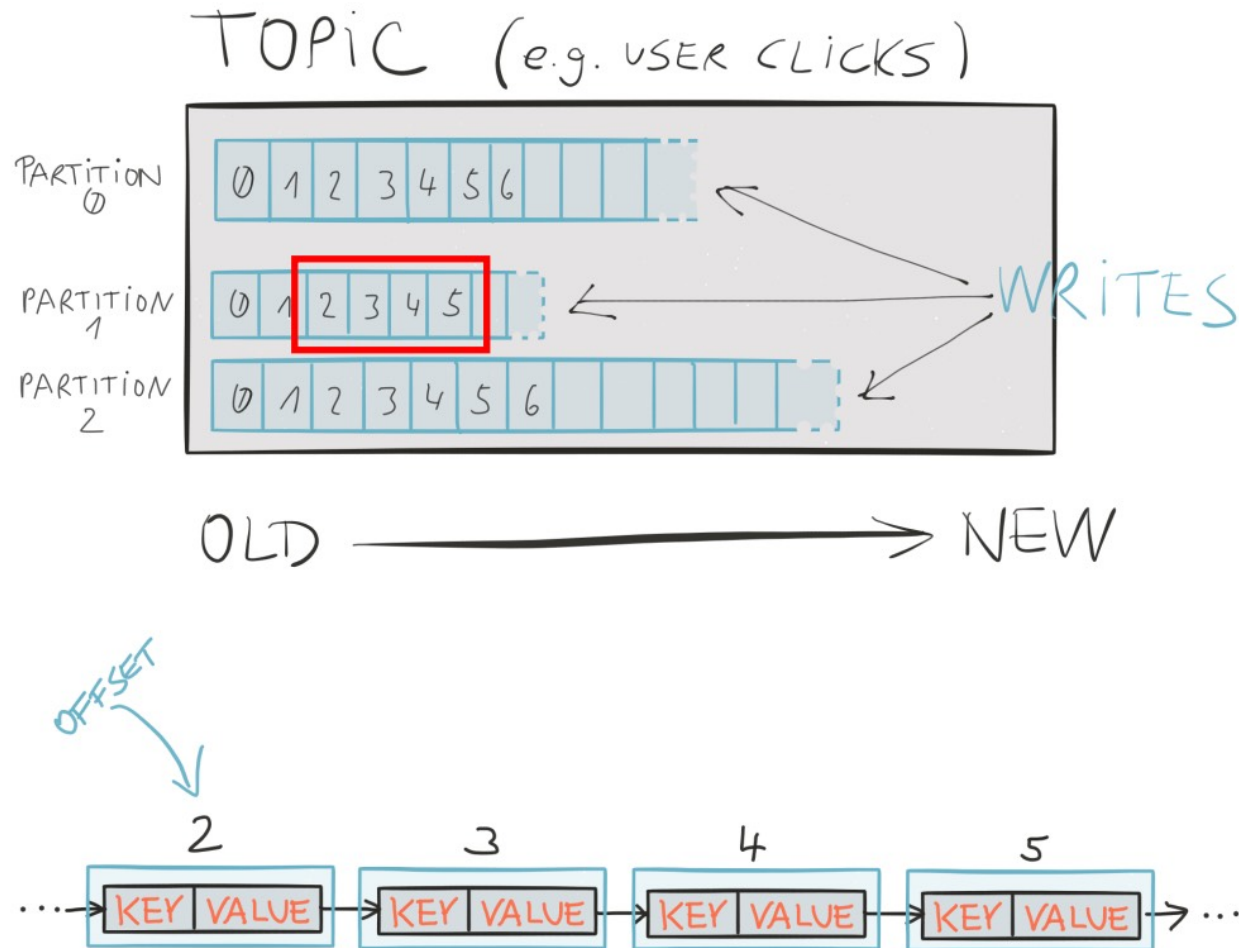 TOPiC (e.g. USER CLiCKS)
PARTiTiON
0
0 1 2 3 4 5 6
PARTITION
1
0 1 2 3 4 5
PARTITION
2
0 1 2 3 4 5 6
WRiTES
OLD NEW
OFFSET
2 3 4 5
... KEY VALUE KEY VALUE KEY VALUE KEY VALUE ...